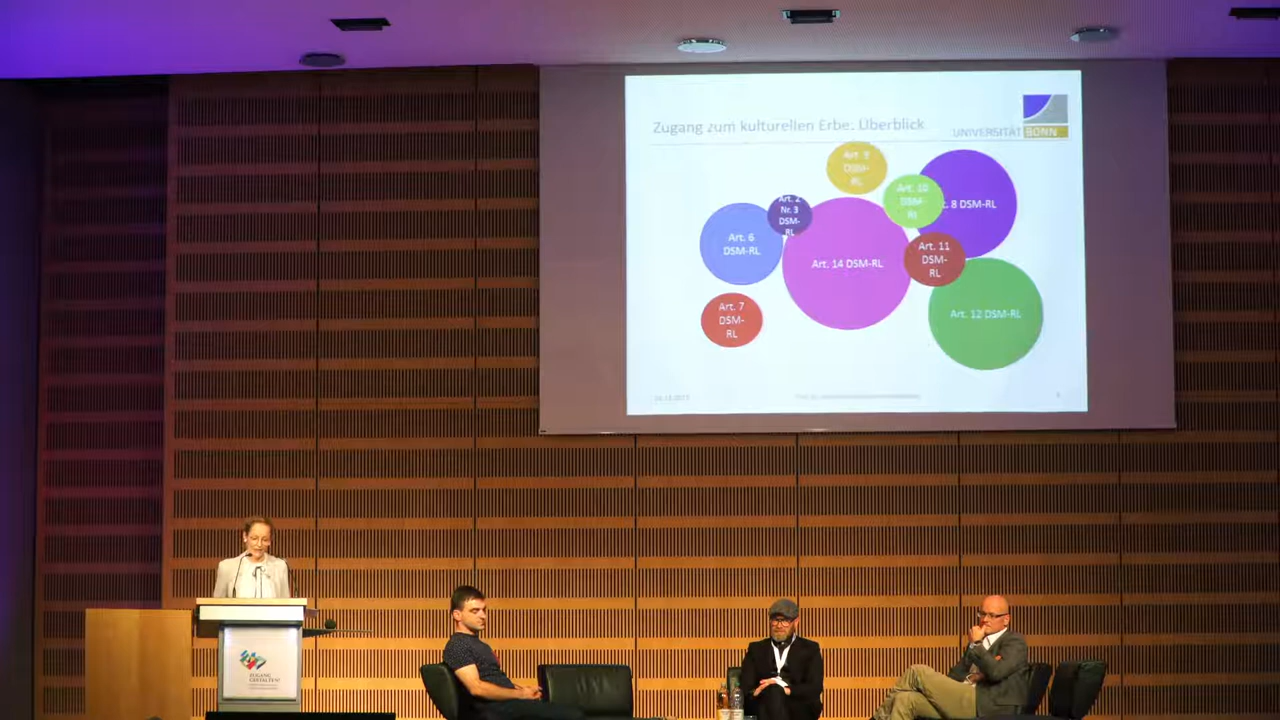 Zugang zum kulturellen Erbe. Überblick
UNIVERSITÄT BONN
Art. 9
DSM-
RL
Art. 10
DSM-
RL
t. 8 DSM-RL
Art. 2
Nr. 3
DSM-
RL
Art. 6
DSM-RL
Art. 14 DSM-RL
Art. 11
DSM-
RL
Art. 7
DSM-
RL
Art. 12 DSM-RL
ZUGANG
GESTALTEN!